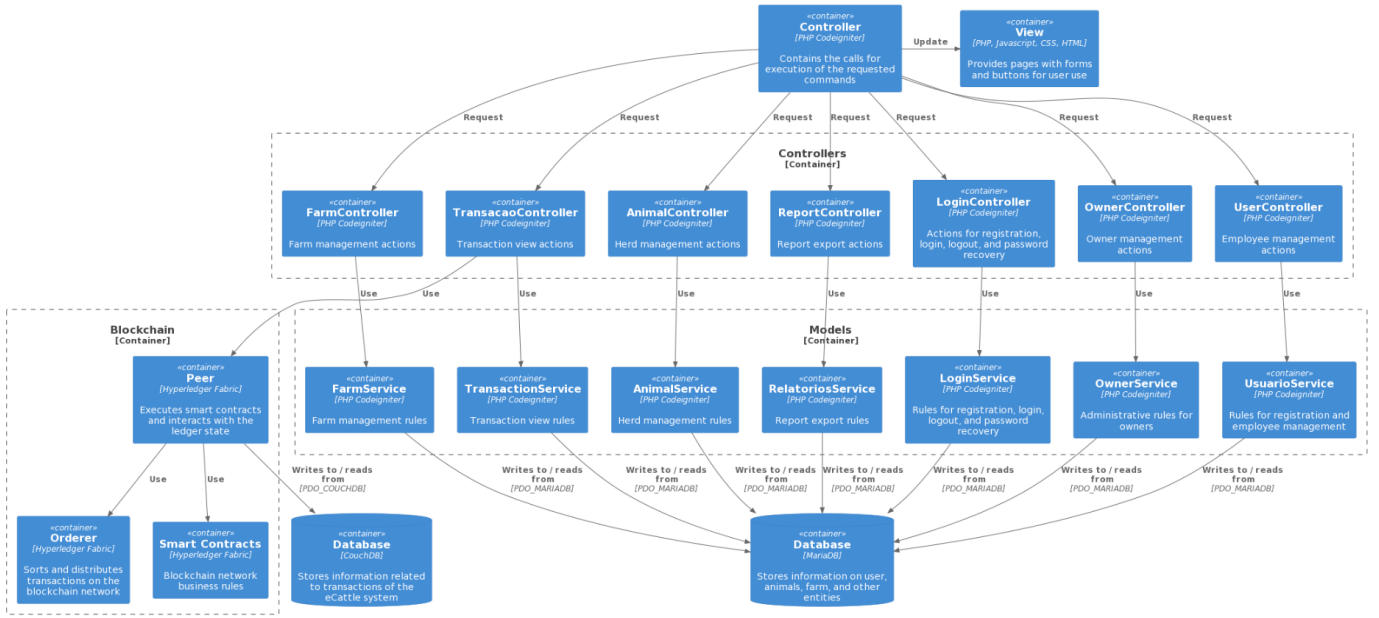 «container»
Controller
[PHP Codeigniter]
Contains the calls for
execution of the requested
commands
Update
«container»
View
[PHP, Javascript, CSS, HTML]
Provides pages with forms
and buttons for user use
Request
Request
Request
Request
Request
Request
Request
Controllers
[Container]
«container»
FarmController
[PHP Codeigniter]
Farm management actions
«container»
TransacaoController
[PHP Codeigniter]
Transaction view actions
«container»
AnimalController
[PHP Codeigniter]
Herd management actions
«container»
ReportController
[PHP Codeigniter]
Report export actions
«container»
LoginController
[PHP Codeigniter]
Actions for registration,
login, logout, and password
recovery
«container»
OwnerController
[PHP Codeigniter]
Owner management
actions
«container»
UserController
[PHP Codeigniter]
Employee management
actions
Use
Use
Use
Use
Use
Use
Use
Use
Blockchain
[Container]
«container»
Peer
[Hyperledger Fabric]
Executes smart contracts
and interacts with the
ledger state
Models
[Container]
«container»
FarmService
[PHP Codeigniter]
Farm management rules
«container»
TransactionService
[PHP Codeigniter]
Transaction view rules
«container»
AnimalService
[PHP Codeigniter]
Herd management rules
«container»
RelatoriosService
[PHP Codeigniter]
Report export rules
«container»
LoginService
[PHP Codeigniter]
Rules for registration, login,
logout, and password
recovery
«container»
OwnerService
[PHP Codeigniter]
Administrative rules for
owners
«container»
UsuarioService
[PHP Codeigniter]
Rules for registration and
employee management
Use
Use
Writes to / reads
from
[PDO_COUCHDB]
Writes to / reads
from
[PDO_MARIADB]
Writes to / reads
from
[PDO_MARIADB]
Writes to / reads
from
[PDO_MARIADB]
Writes to / reads
from
[PDO_MARIADB]
Writes to / reads
from
[PDO_MARIADB]
Writes to / reads
from
[PDO_MARIADB]
Writes to / reads
from
[PDO_MARIADB]
«container»
Orderer
[Hyperledger Fabric]
Sorts and distributes
transactions on the
blockchain network
«container»
Smart Contracts
[Hyperledger Fabric]
Blockchain network
business rules
«container»
Database
[CouchDB]
Stores information related
to transactions of the
eCattle system
«container»
Database
[MariaDB]
Stores information on user,
animals, farm, and other
entities